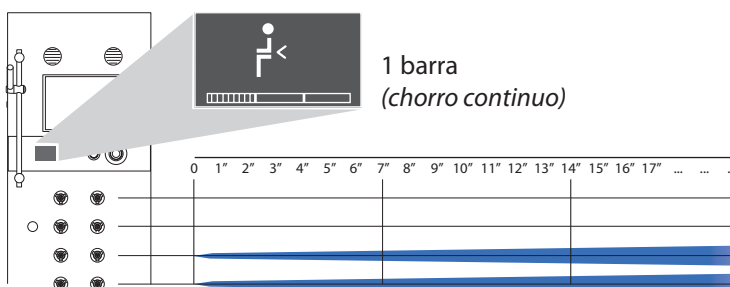 1 barra
(chorro continuo)
0 1” 2” 3” 4” 5” 6” 7” 8” 9” 10” 11” 12” 13” 14” 15” 16” 17” ... ... .